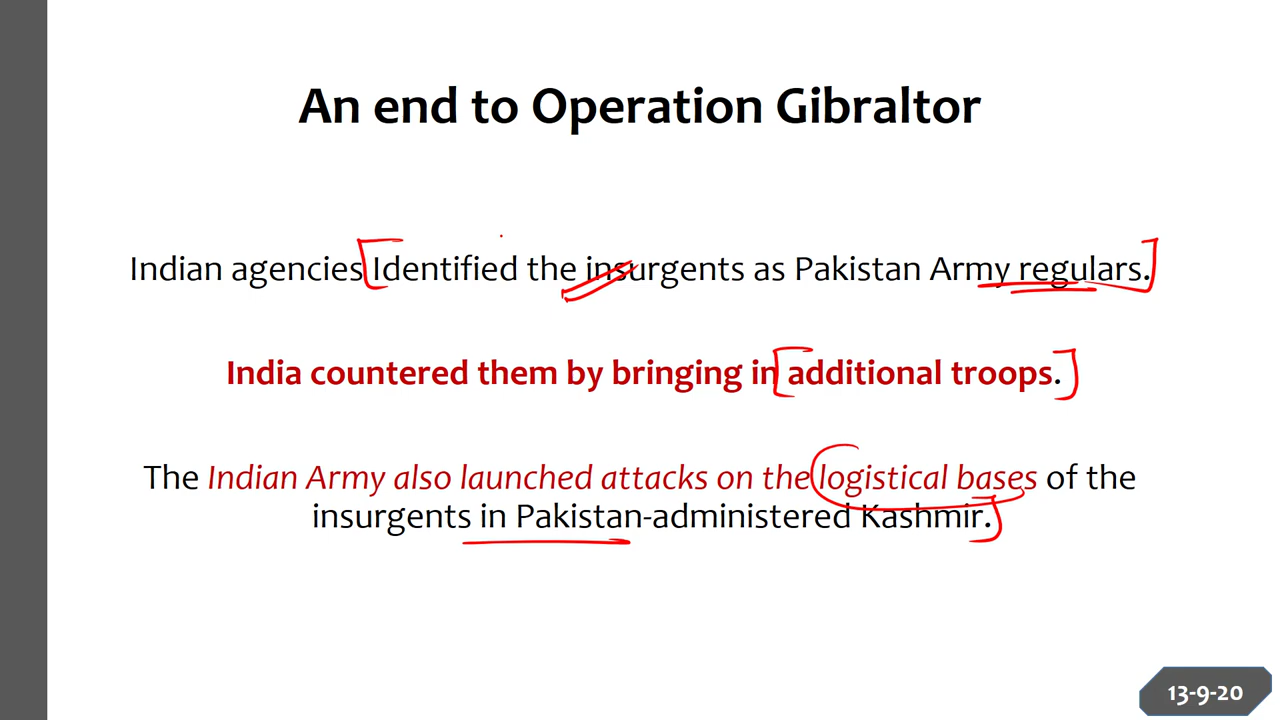 An end to Operation Gibraltor
Indian agencies Identified the insurgents as Pakistan Army regulars.
India countered them by bringing in additional troops.
The Indian Army also launched attacks on the logistical bases of the
insurgents in Pakistan-administered Kashmir.
13-9-20